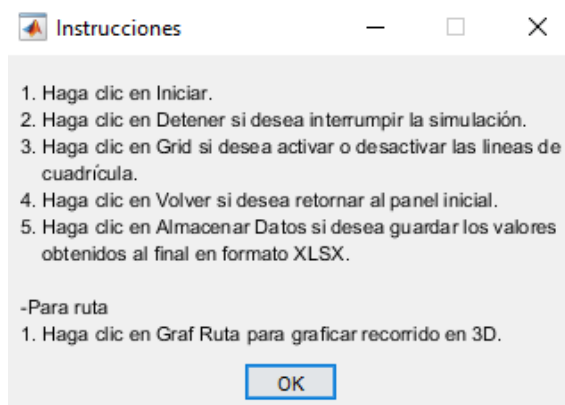 Instrucciones
1. Haga clic en Iniciar.
2. Haga clic en Detener si desea interrumpir la simulación.
3. Haga clic en Grid si desea activar o desactivar las lineas de
cuadrícula.
4. Haga clic en Volver si desea retornar al panel inicial.
5. Haga clic en Almacenar Datos si desea guardar los valores
obtenidos al final en formato XLSX.
-Para ruta
1. Haga clic en Graf Ruta para graficar recorrido en 3D.
OK